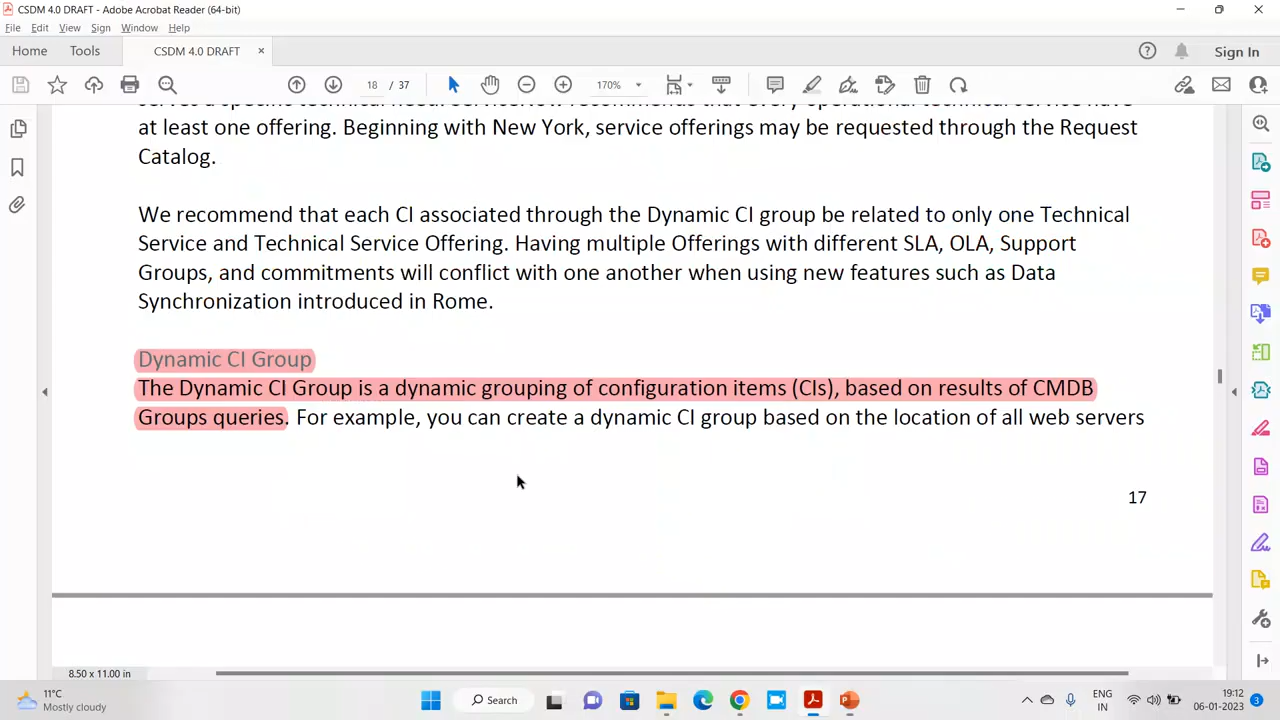 CSDM 4.0 DRAFT - Adobe Acrobat Reader (64-bit)
File Edit View Sign Window Help
Home Tools CSDM 4.0 DRAFT × Sign In
18 / 37 170%
at least one offering. Beginning with New York, service offerings may be requested through the Request
Catalog.
We recommend that each CI associated through the Dynamic CI group be related to only one Technical
Service and Technical Service Offering. Having multiple Offerings with different SLA, OLA, Support
Groups, and commitments will conflict with one another when using new features such as Data
Synchronization introduced in Rome.
Dynamic CI Group
The Dynamic CI Group is a dynamic grouping of configuration items (CIs), based on results of CMDB
Groups queries. For example, you can create a dynamic CI group based on the location of all web servers
17
8.50 x 11.00 in
11°C
Mostly cloudy
Search
ENG
IN
19:12
06-01-2023
3